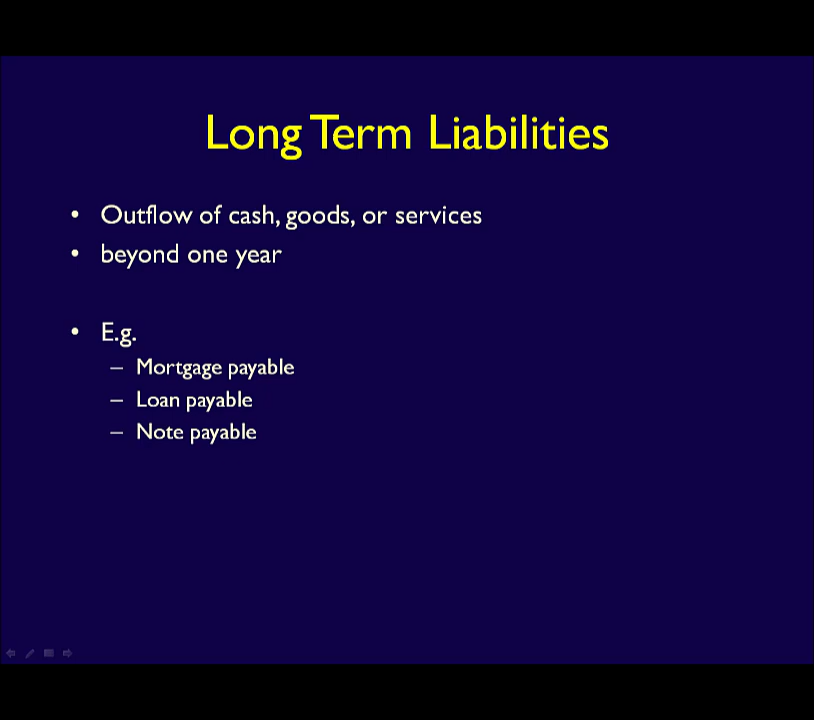 Long Term Liabilities
• Outflow of cash, goods, or services
• beyond one year
• E.g.
– Mortgage payable
– Loan payable
– Note payable